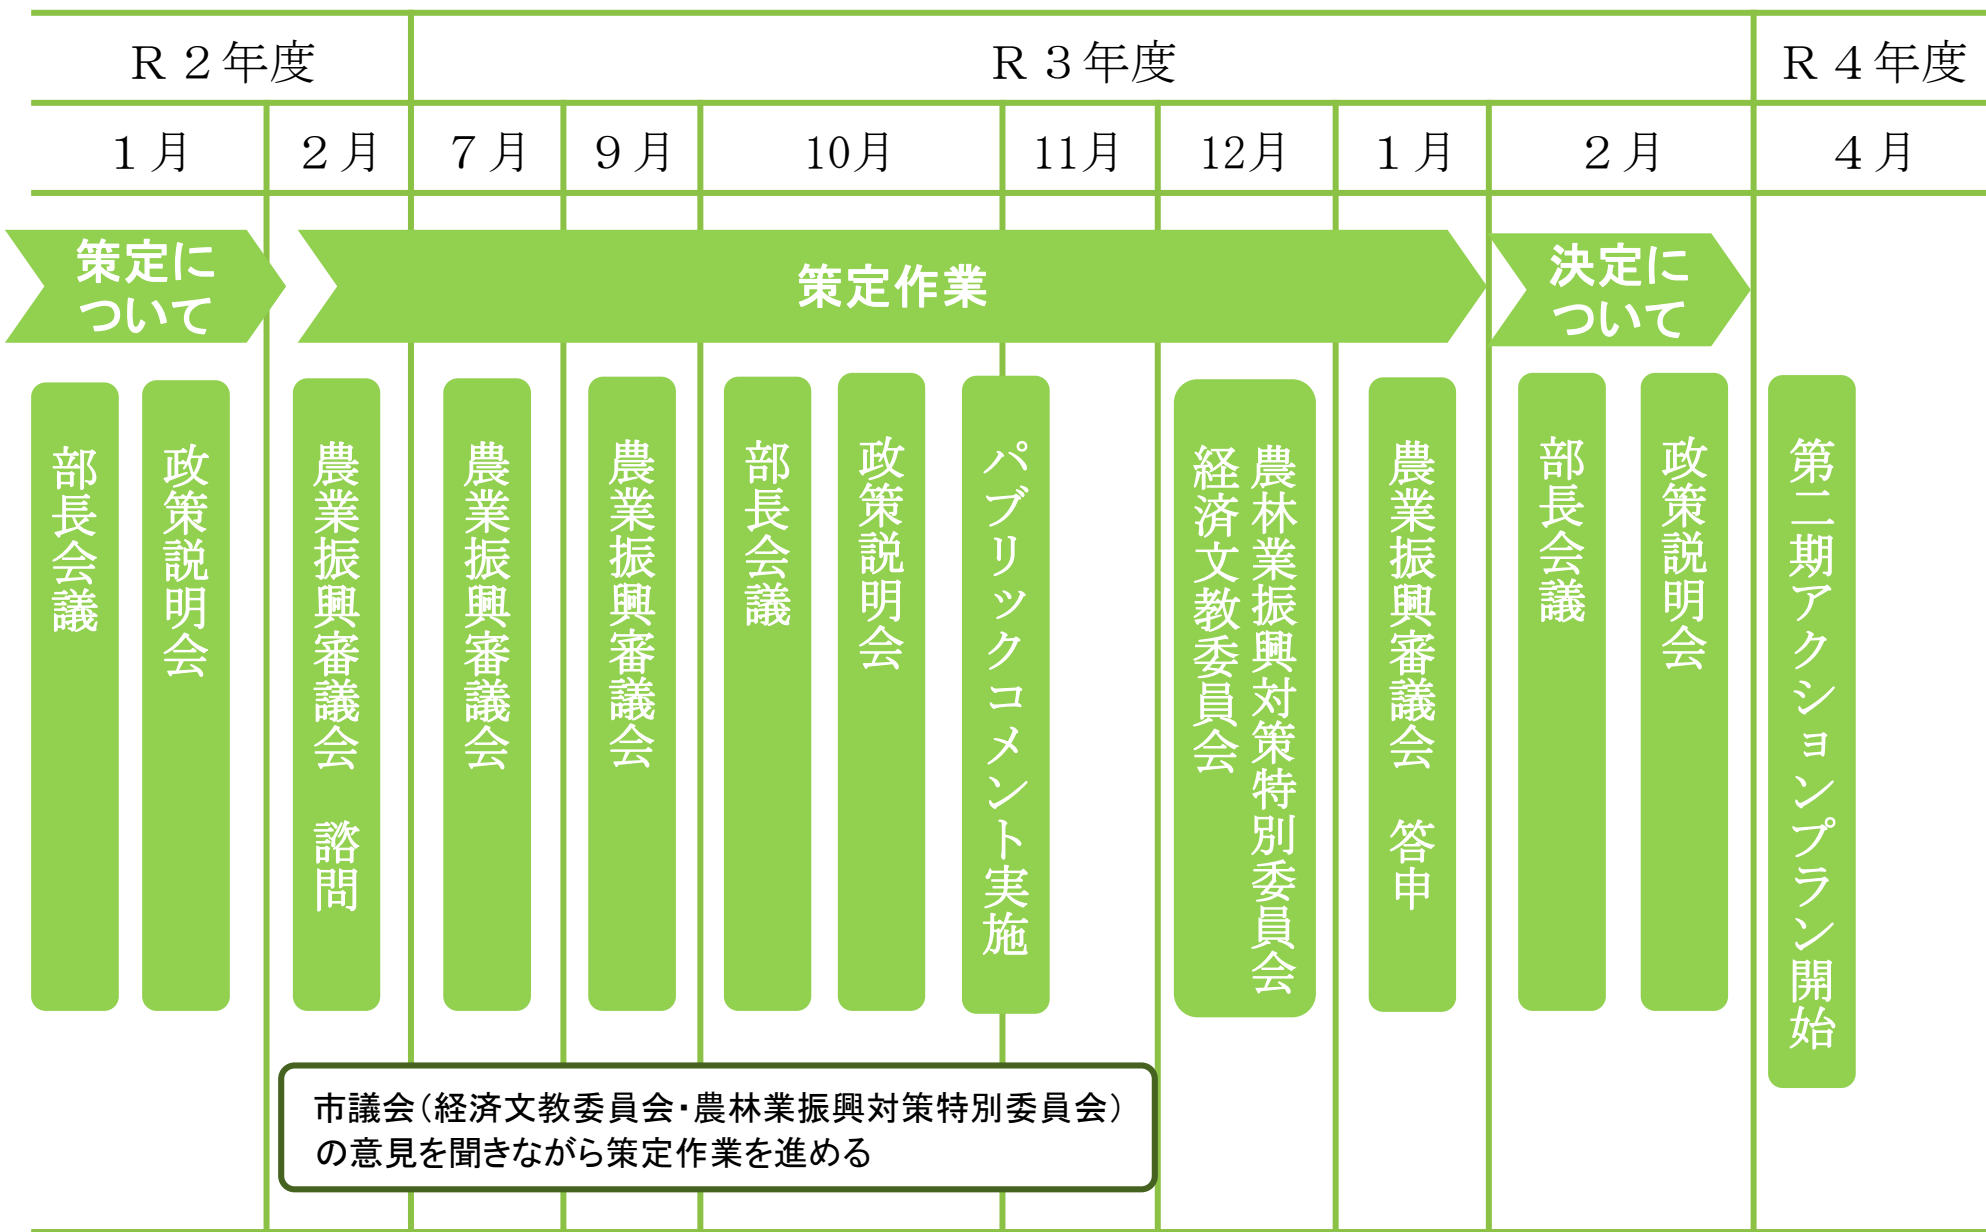 Ｒ２年度
Ｒ３年度
Ｒ４年度
１月
２月
７月
９月
10月
11月
12月
１月
２月
４月
策定に
ついて
策定作業
決定に
ついて
部長会議
政策説明会
農業振興審議会　諮問
農業振興審議会
農業振興審議会
部長会議
政策説明会
パブリックコメント実施
農林業振興対策特別委員会
経済文教委員会
農業振興審議会　答申
部長会議
政策説明会
第二期アクションプラン開始
市議会（経済文教委員会・農林業振興対策特別委員会）
の意見を聞きながら策定作業を進める